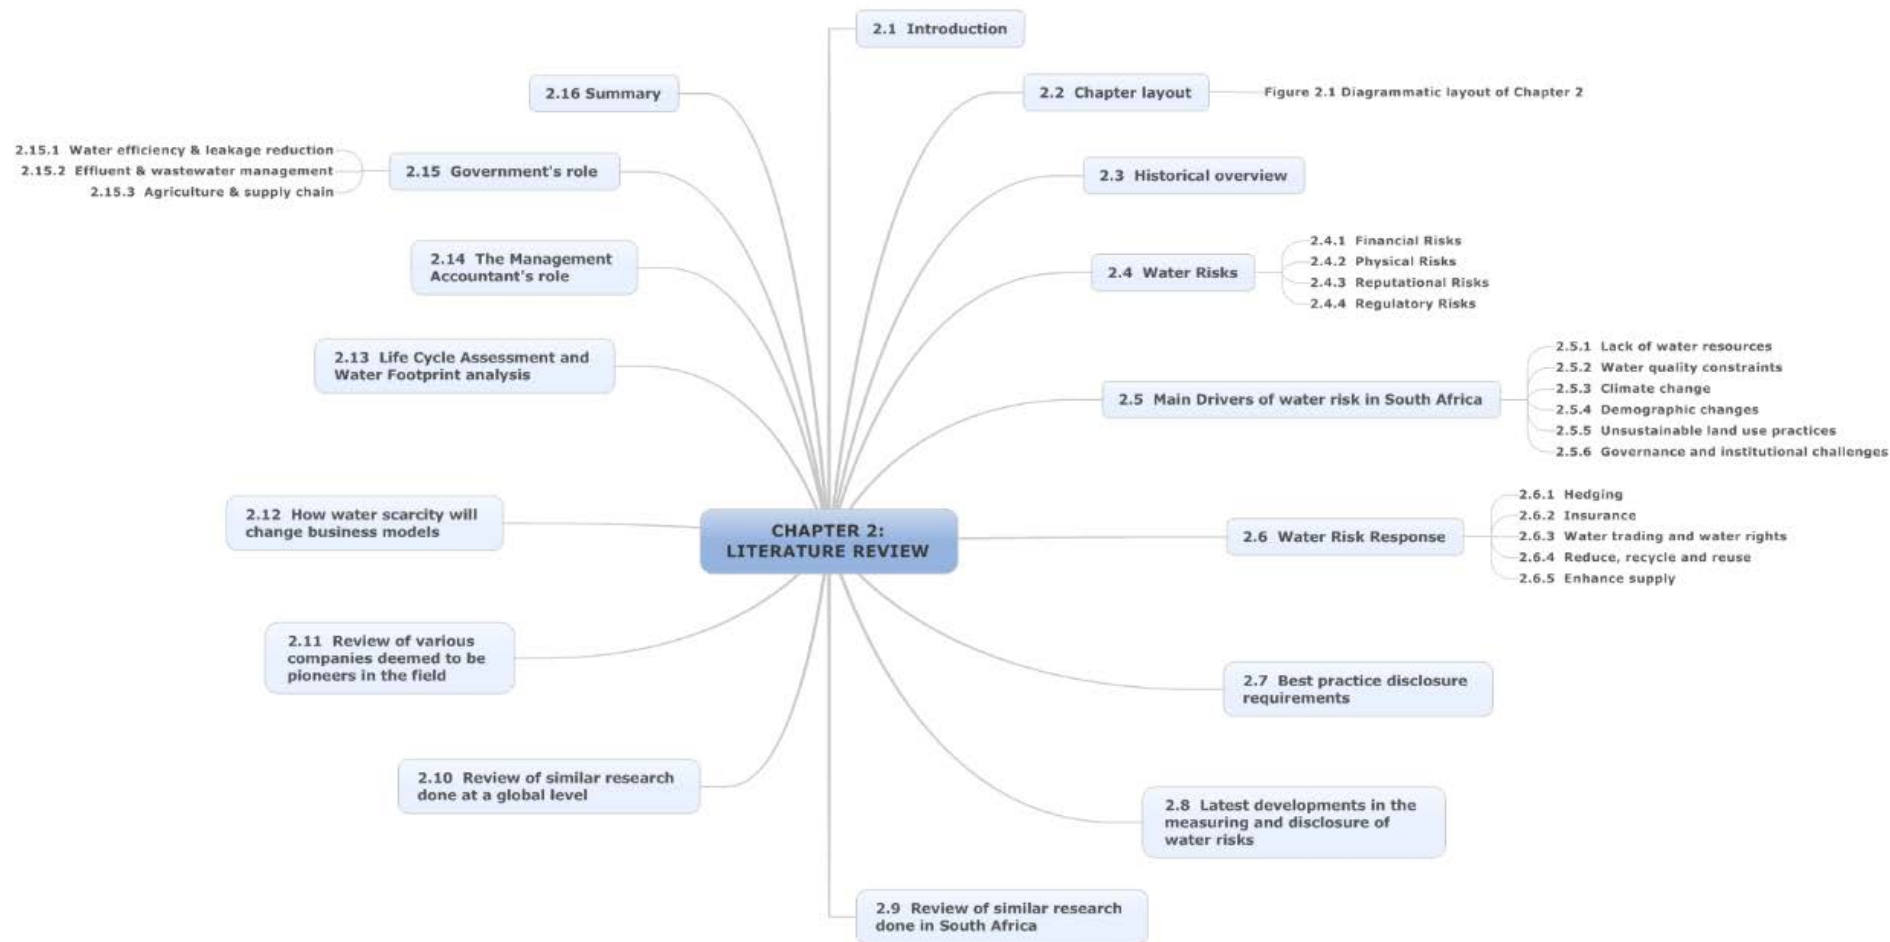 CHAPTER 2:
LITERATURE REVIEW
2.1 Introduction
2.2 Chapter layout
Figure 2.1 Diagrammatic layout of Chapter 2
2.3 Historical overview
2.4 Water Risks
2.4.1 Financial Risks
2.4.2 Physical Risks
2.4.3 Reputational Risks
2.4.4 Regulatory Risks
2.5 Main Drivers of water risk in South Africa
2.5.1 Lack of water resources
2.5.2 Water quality constraints
2.5.3 Climate change
2.5.4 Demographic changes
2.5.5 Unsustainable land use practices
2.5.6 Governance and institutional challenges
2.6 Water Risk Response
2.6.1 Hedging
2.6.2 Insurance
2.6.3 Water trading and water rights
2.6.4 Reduce, recycle and reuse
2.6.5 Enhance supply
2.7 Best practice disclosure
requirements
2.8 Latest developments in the
measuring and disclosure of
water risks
2.9 Review of similar research
done in South Africa
2.10 Review of similar research
done at a global level
2.11 Review of various
companies deemed to be
pioneers in the field
2.12 How water scarcity will
change business models
2.13 Life Cycle Assessment and
Water Footprint analysis
2.14 The Management
Accountant's role
2.15 Government's role
2.15.1 Water efficiency & leakage reduction
2.15.2 Effluent & wastewater management
2.15.3 Agriculture & supply chain
2.16 Summary